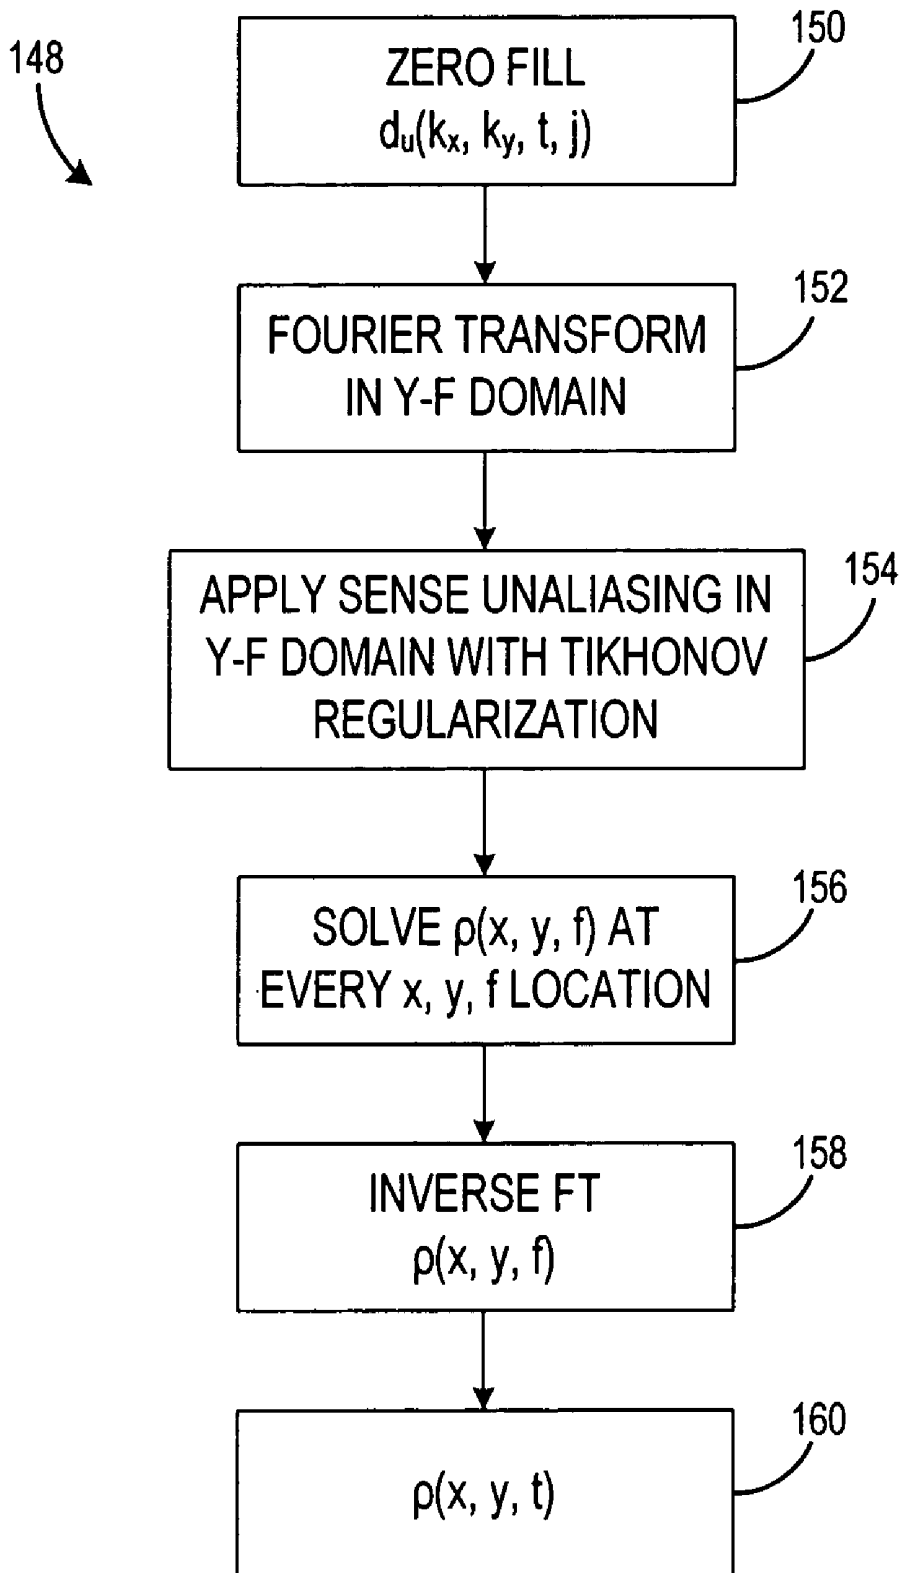 148
150
ZERO FILL
du(kx, ky, t, j)
152
FOURIER TRANSFORM
IN Y-F DOMAIN
154
APPLY SENSE UNALIASING IN
Y-F DOMAIN WITH TIKHONOV
REGULARIZATION
156
SOLVE ρ(x, y, f) AT
EVERY x, y, f LOCATION
158
INVERSE FT
ρ(x, y, f)
160
ρ(x, y, t)